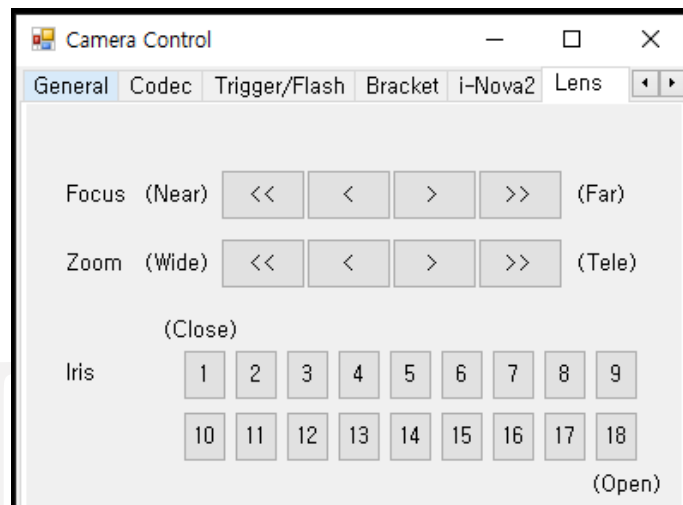 Camera Control
General Codec Trigger/Flash Bracket i-Nova2 Lens
Focus (Near) << < > >> (Far)
Zoom (Wide) << < > >> (Tele)
(Close)
Iris 1 2 3 4 5 6 7 8 9
10 11 12 13 14 15 16 17 18
(Open)